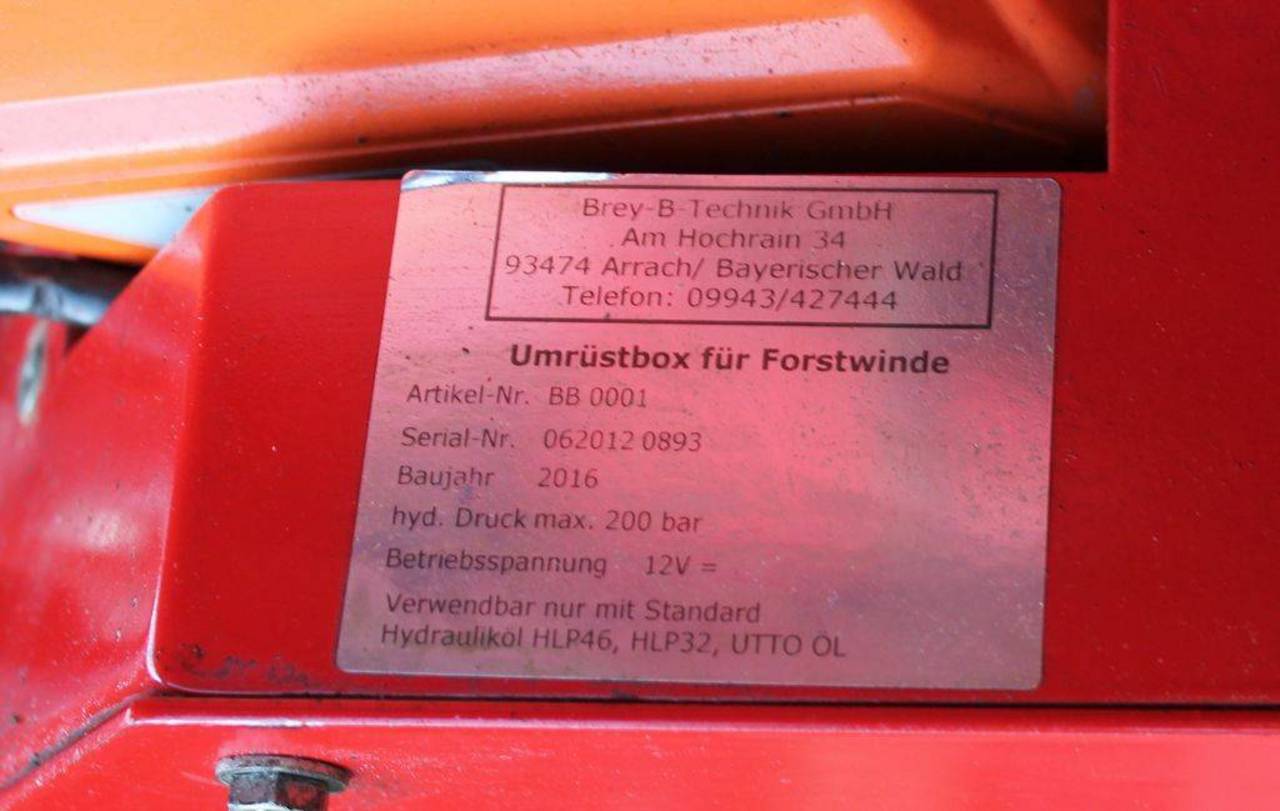 Brey-B-Technik GmbH
Am Hochrain 34
93474 Arrach/ Bayerischer Wald
Telefon: 09943/427444
Umrüstbox für Forstwinde
Artikel-Nr. BB 0001
Serial-Nr. 062012 0893
Baujahr 2016
hyd. Druck max. 200 bar
Betriebsspannung 12V =
Verwendbar nur mit Standard
Hydrauliköl HLP46, HLP32, UTTO ÖL